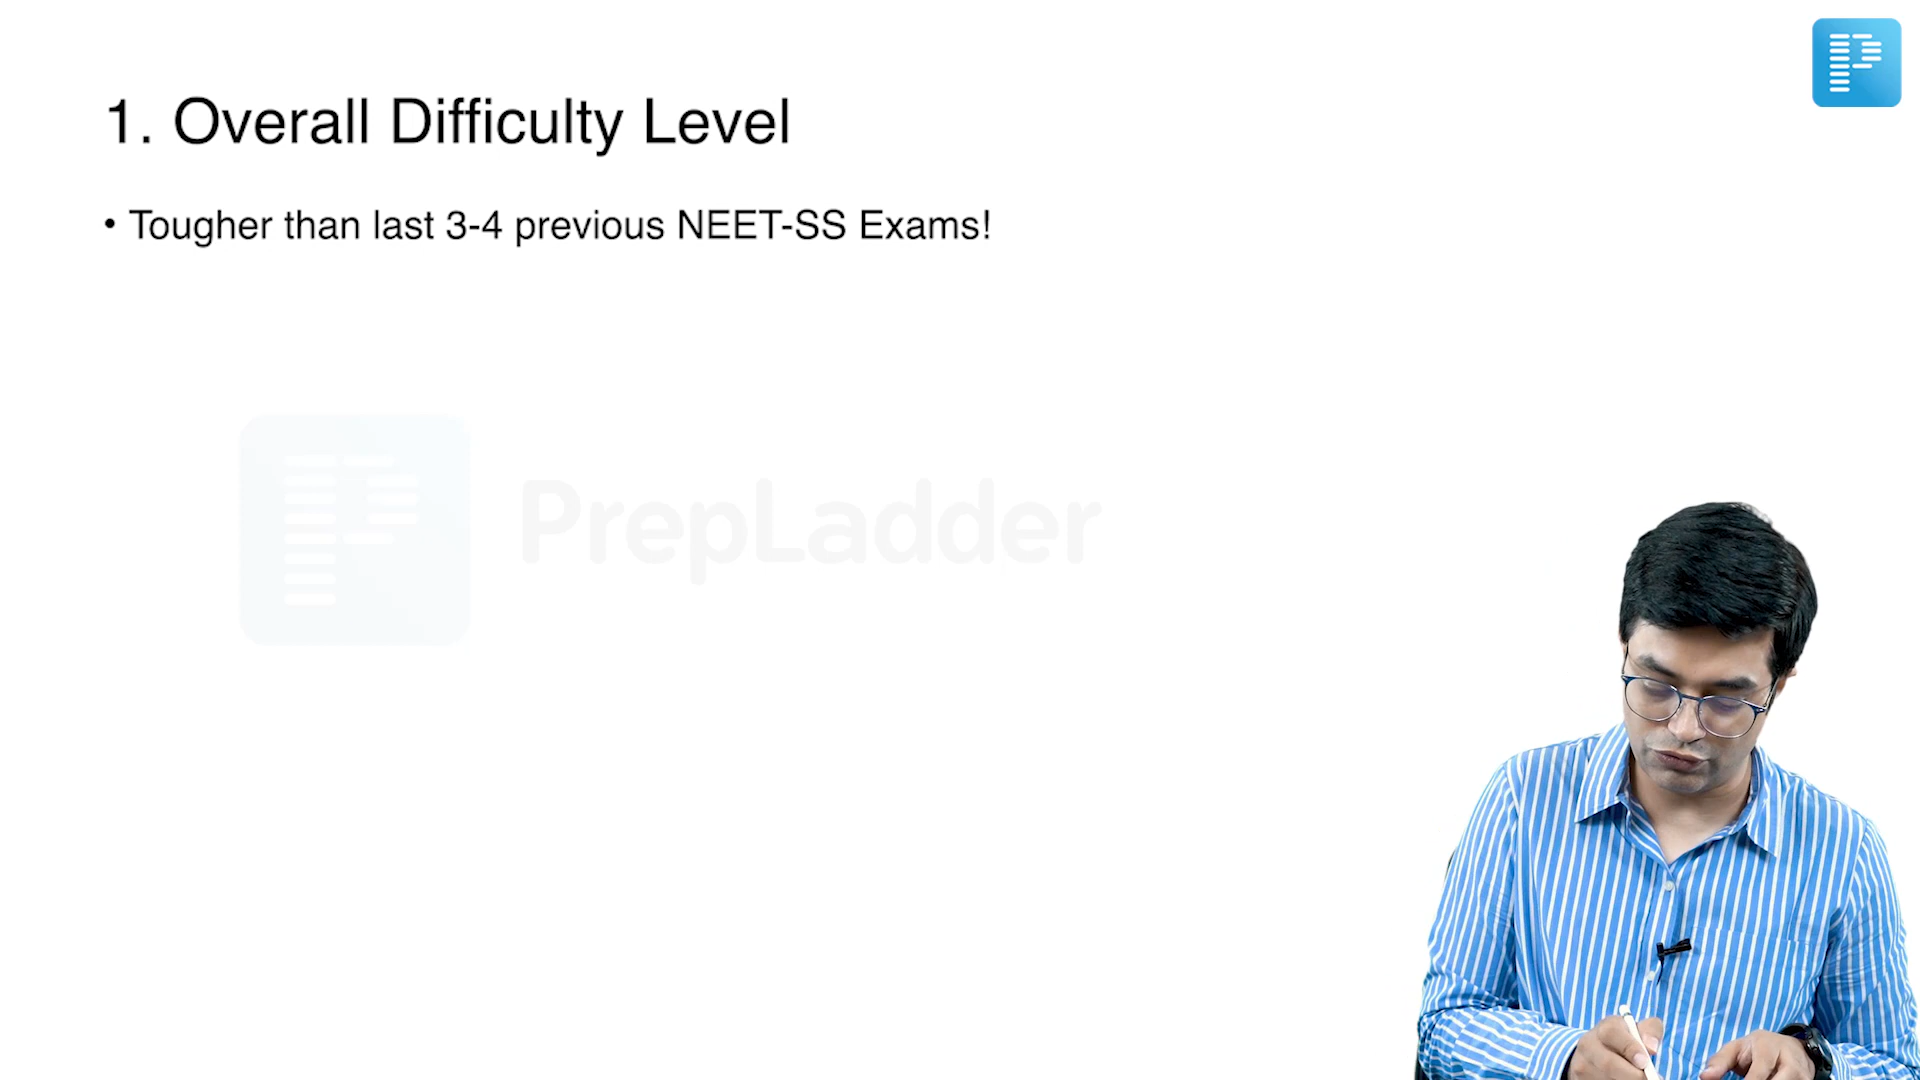 1. Overall Difficulty Level
• Tougher than last 3-4 previous NEET-SS Exams!
PrepLadder